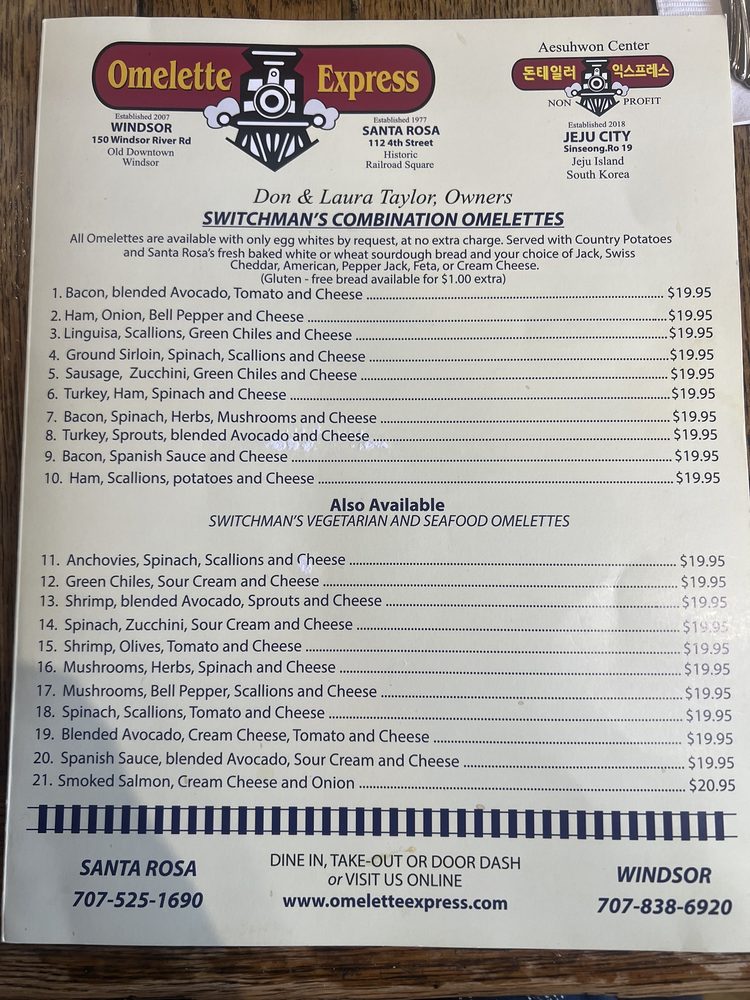 Omelette Express
Established 2007
WINDSOR
150 Windsor River Rd
Old Downtown
Windsor
Established 1977
SANTA ROSA
112 4th Street
Historic
Railroad Square
Aesuhwon Center
돈테일러 익스프레스
NON PROFIT
Established 2018
JEJU CITY
Sinseong.Ro 19
Jeju Island
South Korea
Don & Laura Taylor, Owners
SWITCHMAN'S COMBINATION OMELETTES
All Omelettes are available with only egg whites by request, at no extra charge. Served with Country Potatoes
and Santa Rosa's fresh baked white or wheat sourdough bread and your choice of Jack, Swiss
Cheddar, American, Pepper Jack, Feta, or Cream Cheese.
(Gluten - free bread available for $1.00 extra)
1. Bacon, blended Avocado, Tomato and Cheese $19.95
2. Ham, Onion, Bell Pepper and Cheese $19.95
3. Linguisa, Scallions, Green Chiles and Cheese $19.95
4. Ground Sirloin, Spinach, Scallions and Cheese $19.95
5. Sausage, Zucchini, Green Chiles and Cheese $19.95
6. Turkey, Ham, Spinach and Cheese $19.95
7. Bacon, Spinach, Herbs, Mushrooms and Cheese $19.95
8. Turkey, Sprouts, blended Avocado and Cheese $19.95
9. Bacon, Spanish Sauce and Cheese $19.95
10. Ham, Scallions, potatoes and Cheese $19.95
Also Available
SWITCHMAN'S VEGETARIAN AND SEAFOOD OMELETTES
11. Anchovies, Spinach, Scallions and Cheese $19.95
12. Green Chiles, Sour Cream and Cheese $19.95
13. Shrimp, blended Avocado, Sprouts and Cheese $19.95
14. Spinach, Zucchini, Sour Cream and Cheese $19.95
15. Shrimp, Olives, Tomato and Cheese $19.95
16. Mushrooms, Herbs, Spinach and Cheese $19.95
17. Mushrooms, Bell Pepper, Scallions and Cheese $19.95
18. Spinach, Scallions, Tomato and Cheese $19.95
19. Blended Avocado, Cream Cheese, Tomato and Cheese $19.95
20. Spanish Sauce, blended Avocado, Sour Cream and Cheese $19.95
21. Smoked Salmon, Cream Cheese and Onion $20.95
SANTA ROSA
707-525-1690
DINE IN, TAKE-OUT OR DOOR DASH
or VISIT US ONLINE
www.omeletteexpress.com
WINDSOR
707-838-6920